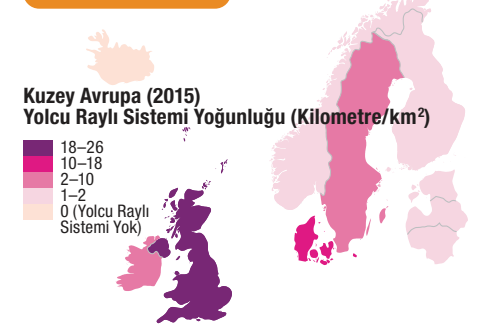 Kuzey Avrupa (2015)
Yolcu Raylı Sistemi Yoğunluğu (Kilometre/km²)
18–26
10–18
2–10
1–2
0 (Yolcu Raylı
Sistemi Yok)